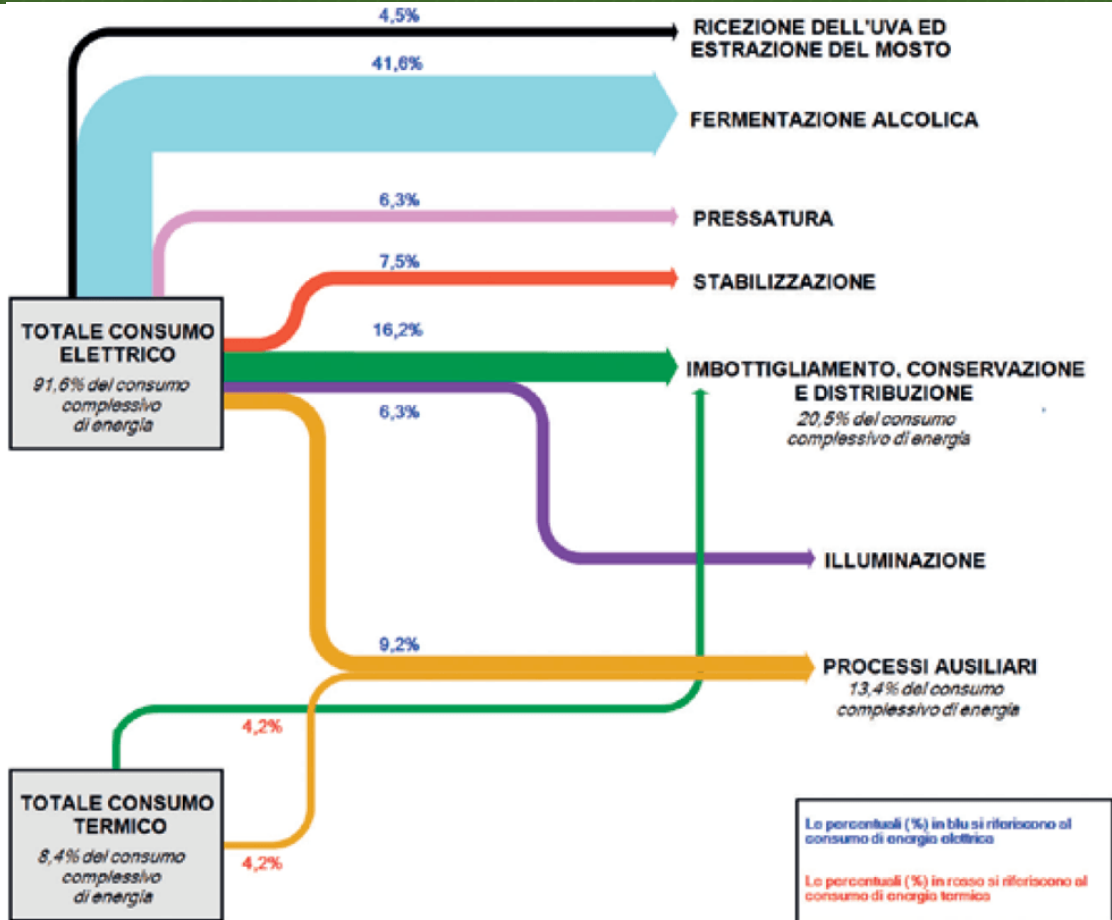 4,5%
RICEZIONE DELL'UVA ED
ESTRAZIONE DEL MOSTO
41,6%
FERMENTAZIONE ALCOLICA
6,3%
PRESSATURA
7,5%
STABILIZZAZIONE
TOTALE CONSUMO
ELETTRICO
91,6% del consumo
complessivo
di energia
16,2%
IMBOTTIGLIAMENTO, CONSERVAZIONE
E DISTRIBUZIONE
20,5% del consumo
complessivo di energia
6,3%
ILLUMINAZIONE
9,2%
PROCESSI AUSILIARI
13,4% del consumo
complessivo di energia
4,2%
TOTALE CONSUMO
TERMICO
8,4% del consumo
complessivo
di energia
4,2%
Le percentuali (%) in blu si riferiscono al
consumo di energia elettrica
Le percentuali (%) in rosso si riferiscono al
consumo di energia termica